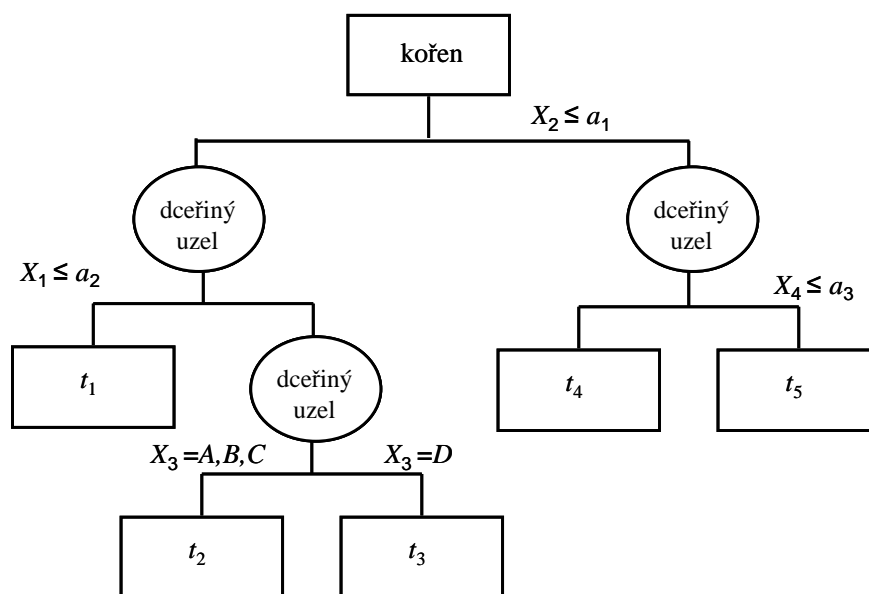 kořen
X₂ ≤ a₁
dceřiný
uzel
dceřiný
uzel
X₁ ≤ a₂
X₄ ≤ a₃
t₁
dceřiný
uzel
t₄
t₅
X₃ =A,B,C
X₃ =D
t₂
t₃